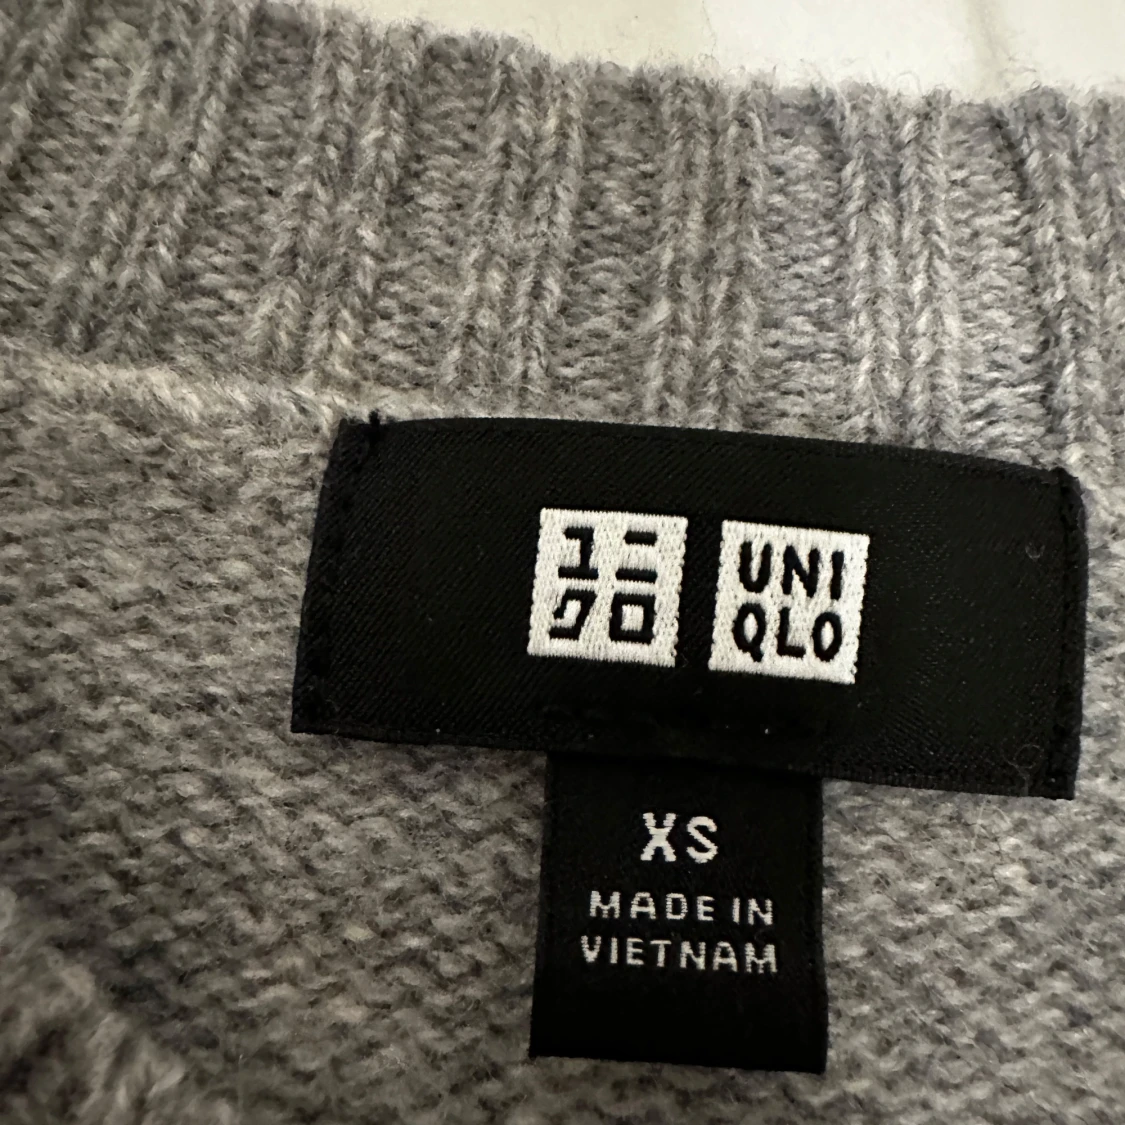 ユニ
クロ
UNI
QLO
XS
MADE IN
VIETNAM